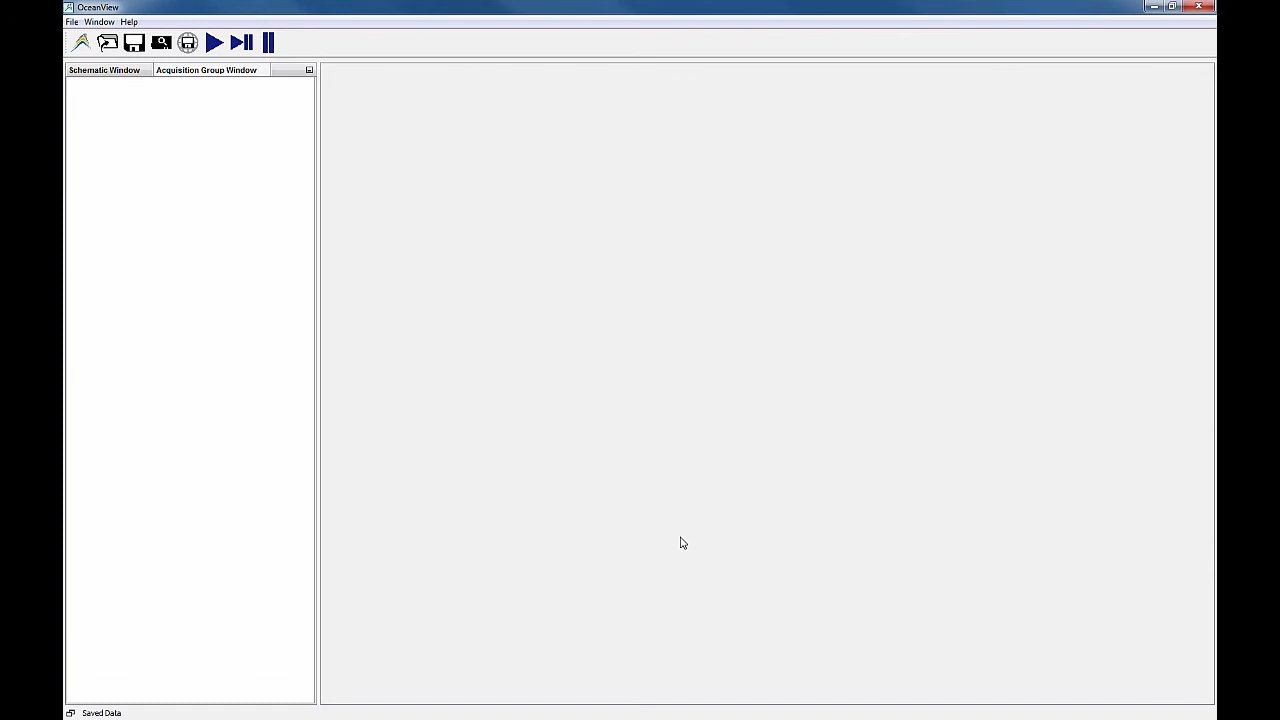 OceanView
File Window Help
Schematic Window Acquisition Group Window
Saved Data